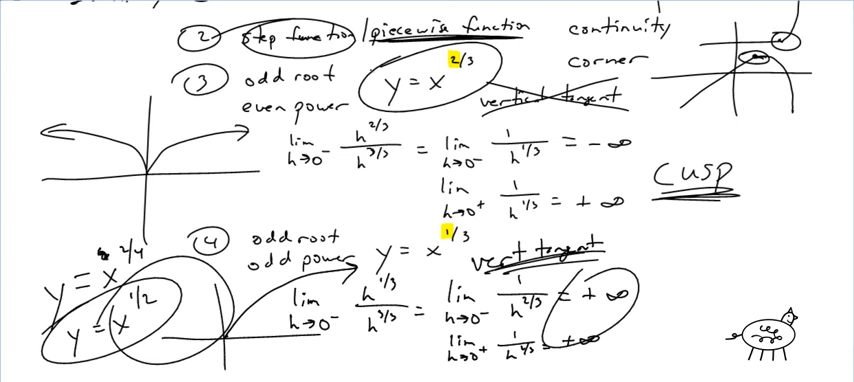 ② step function / piecewise function continuity
corner
③ odd root
even power
y = x^2/3
vertical tangent
lim h→0⁻ h^2/3 / h^3/3 = lim h→0⁻ 1 / h^1/3 = -∞
lim h→0⁺ 1 / h^1/3 = +∞
cusp
④ odd root
odd power
y = x^1/3
vert tangent
y = x^2/4
y = x^1/2
lim h→0⁻ h^1/3 / h^3/3 = lim h→0⁻ 1 / h^2/3 = +∞
lim h→0⁺ 1 / h^2/3 = +∞